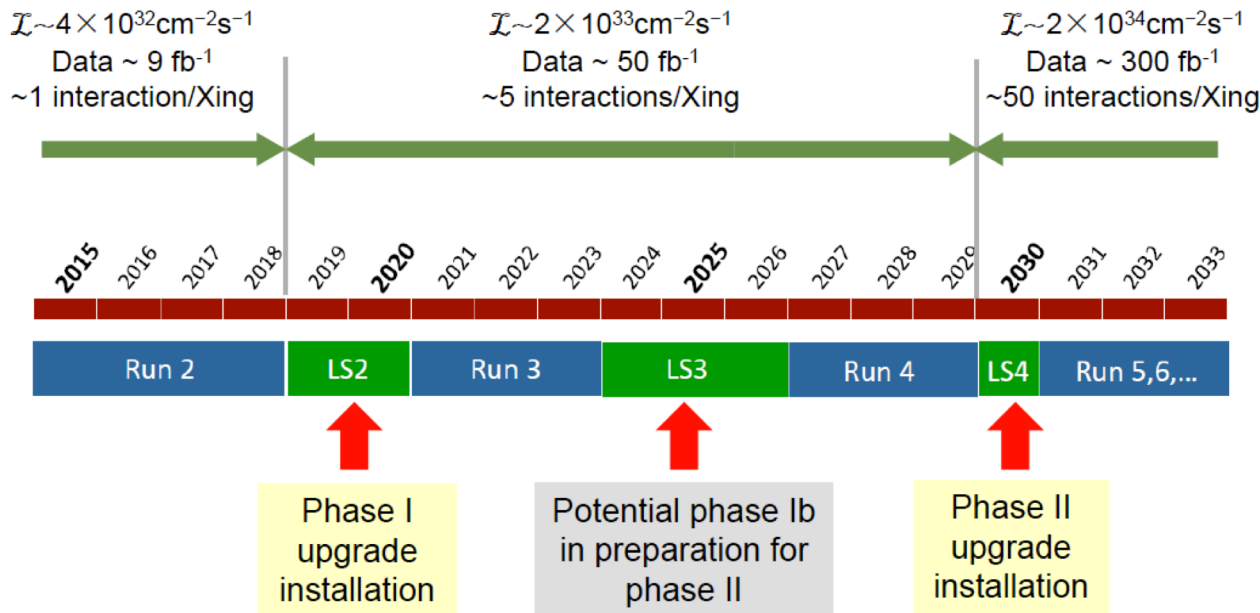 ℒ~4×10³²cm⁻²s⁻¹
Data ~ 9 fb⁻¹
~1 interaction/Xing
ℒ~2×10³³cm⁻²s⁻¹
Data ~ 50 fb⁻¹
~5 interactions/Xing
ℒ~2×10³⁴cm⁻²s⁻¹
Data ~ 300 fb⁻¹
~50 interactions/Xing
2015 2016 2017 2018 2019 2020 2021 2022 2023 2024 2025 2026 2027 2028 2029 2030 2031 2032 2033
Run 2 LS2 Run 3 LS3 Run 4 LS4 Run 5,6,...
Phase I
upgrade
installation
Potential phase Ib
in preparation for
phase II
Phase II
upgrade
installation